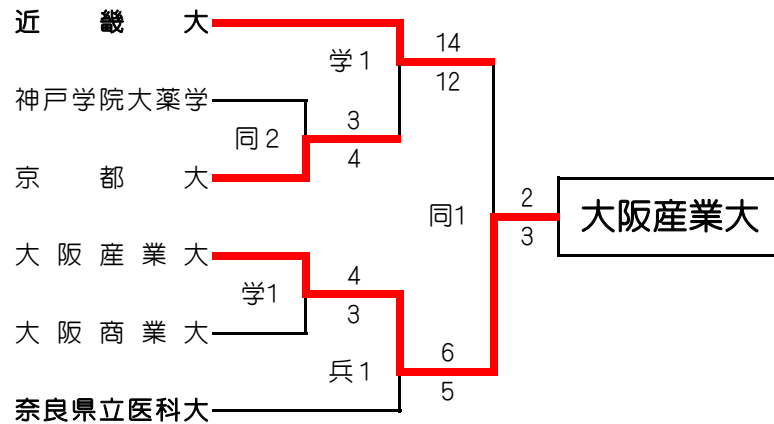 近畿大
学1
14
12
神戸学院大薬学
同2
3
4
京都大
同1
2
3
大阪産業大
大阪産業大
学1
4
3
大阪商業大
兵1
6
5
奈良県立医科大